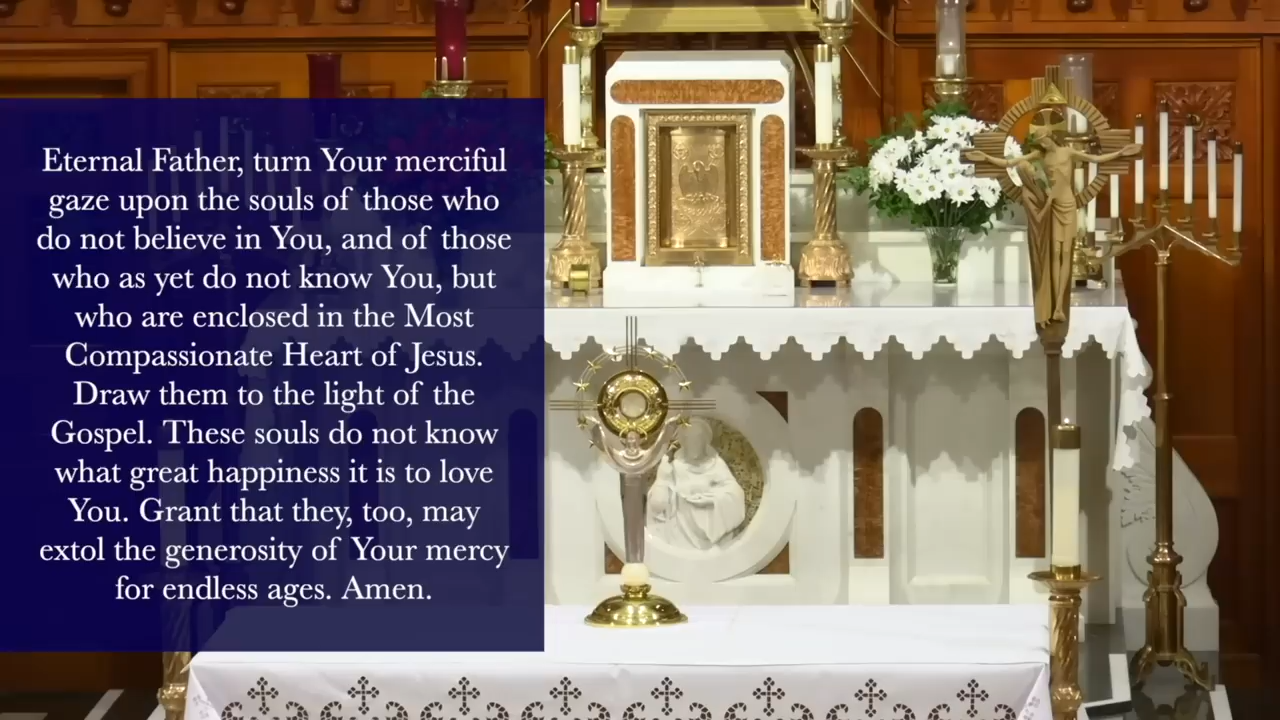 Eternal Father, turn Your merciful
gaze upon the souls of those who
do not believe in You, and of those
who as yet do not know You, but
who are enclosed in the Most
Compassionate Heart of Jesus.
Draw them to the light of the
Gospel. These souls do not know
what great happiness it is to love
You. Grant that they, too, may
extol the generosity of Your mercy
for endless ages. Amen.